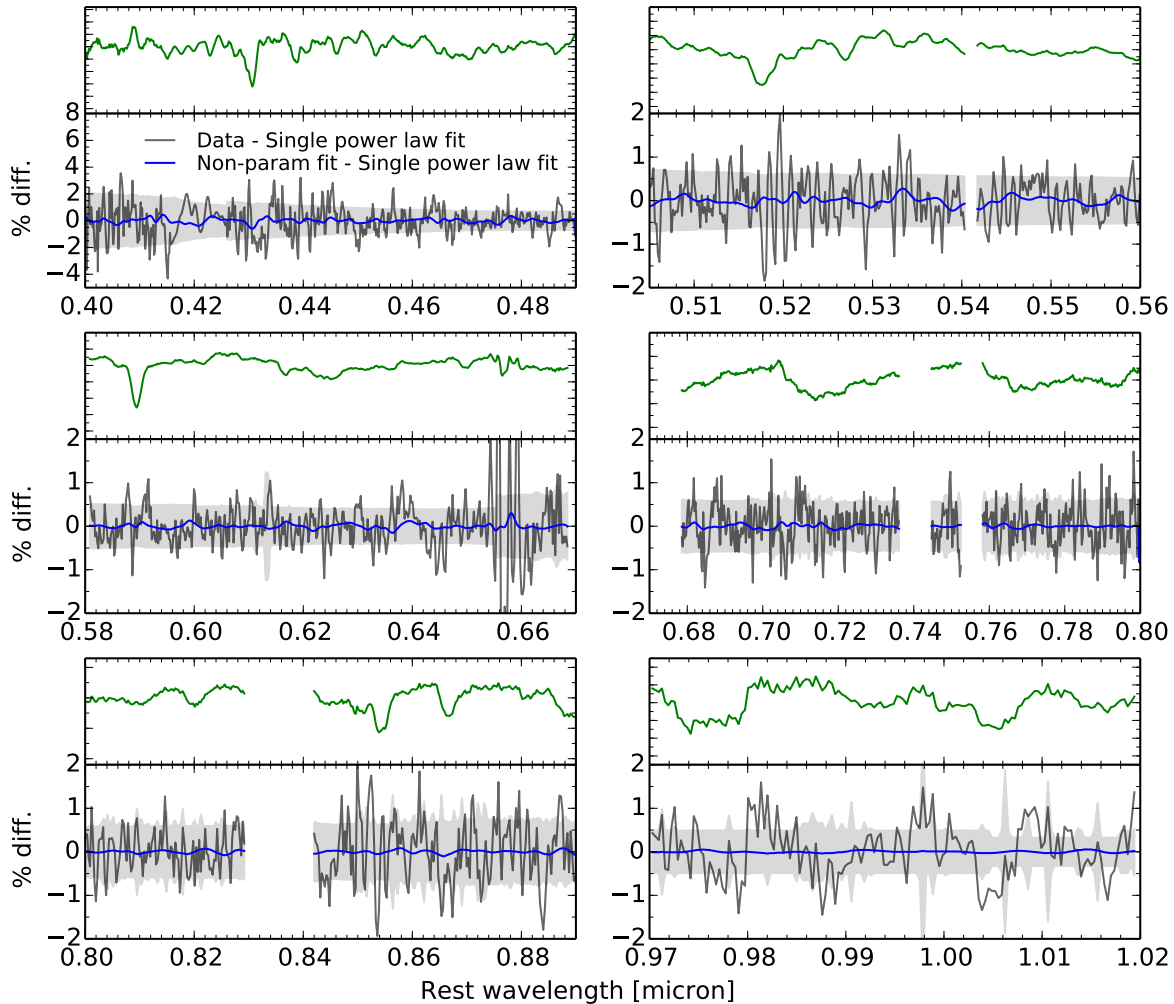 8
6
4
2
0
−2
−4
% diff.
Data - Single power law fit
Non-param fit - Single power law fit
0.40 0.42 0.44 0.46 0.48
2
1
0
−1
−2
0.51 0.52 0.53 0.54 0.55 0.56
2
1
0
−1
−2
% diff.
0.58 0.60 0.62 0.64 0.66
2
1
0
−1
−2
0.68 0.70 0.72 0.74 0.76 0.78 0.80
2
1
0
−1
−2
% diff.
0.80 0.82 0.84 0.86 0.88
2
1
0
−1
−2
0.97 0.98 0.99 1.00 1.01 1.02
Rest wavelength [micron]